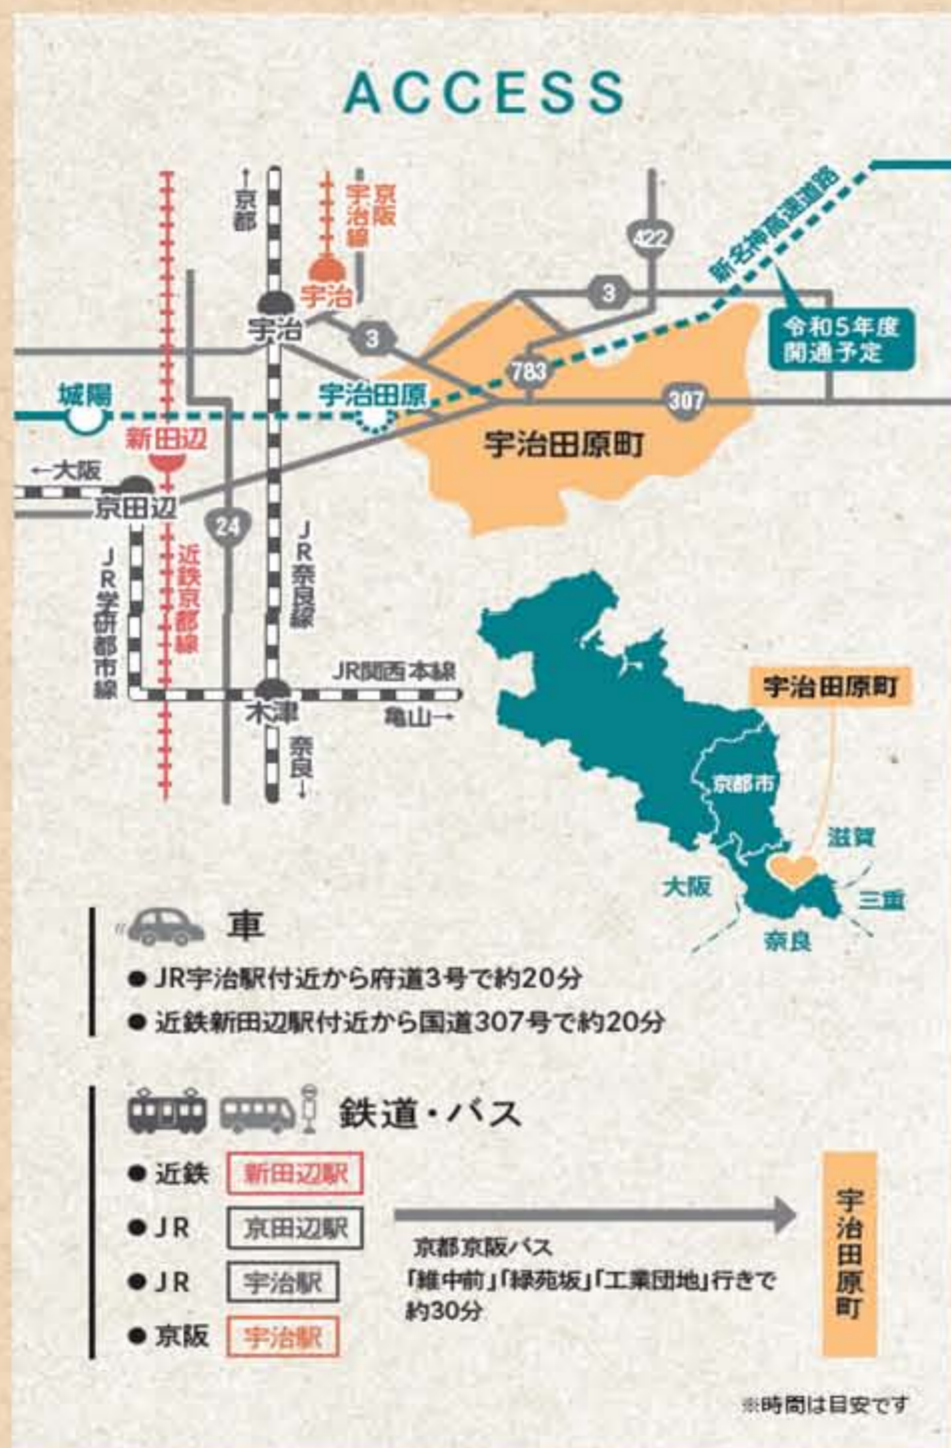 ACCESS
←京都
京阪
宇治線
宇治
宇治
422
3
3
新名神高速道路
令和5年度
開通予定
城陽
宇治田原
783
307
新田辺
宇治田原町
←大阪
京田辺
24
JR学研都市線
近鉄京都線
JR奈良線
JR関西本線
木津
亀山→
奈良→
宇治田原町
京都市
滋賀
大阪
三重
奈良
車
● JR宇治駅付近から府道3号で約20分
● 近鉄新田辺駅付近から国道307号で約20分
鉄道・バス
● 近鉄 新田辺駅
● JR 京田辺駅
● JR 宇治駅
● 京阪 宇治駅
京都京阪バス
「維中前」「緑苑坂」「工業団地」行きで
約30分
宇治田原町
※時間は目安です